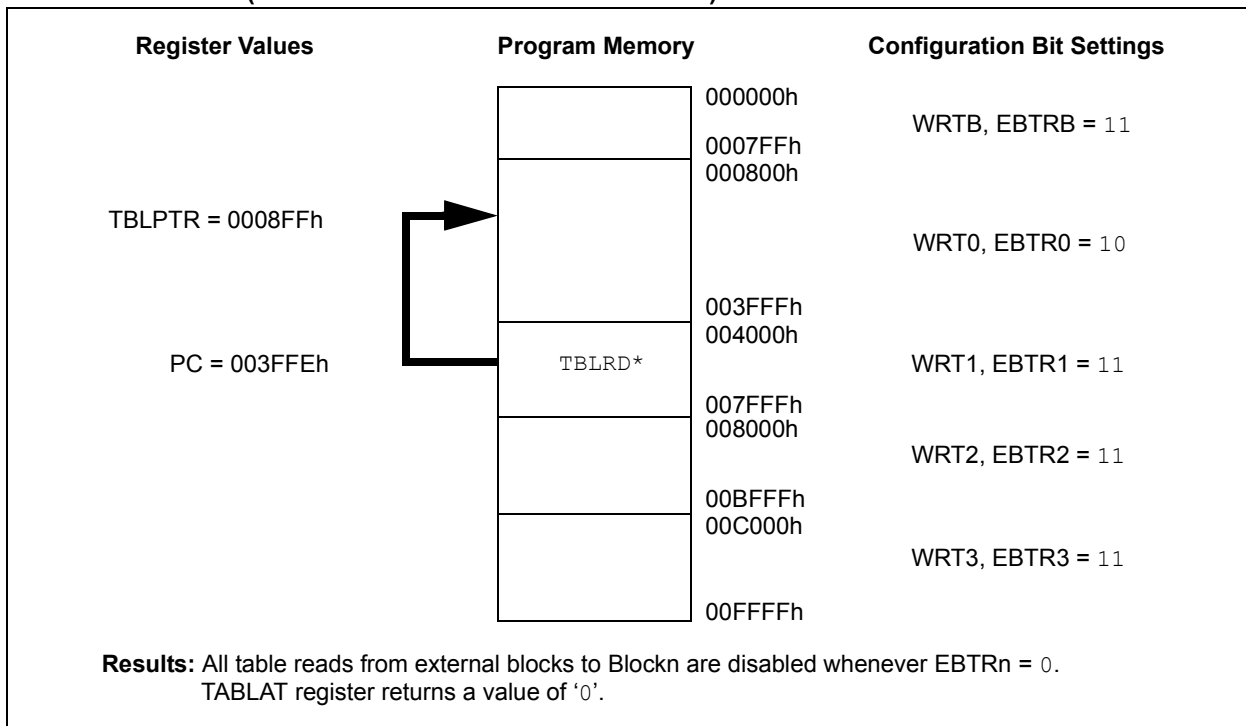 Register Values Program Memory Configuration Bit Settings
000000h
WRTB, EBTRB = 11
0007FFh
000800h
TBLPTR = 0008FFh
WRT0, EBTR0 = 10
003FFFh
004000h
PC = 003FFEh TBLRD* WRT1, EBTR1 = 11
007FFFh
008000h
WRT2, EBTR2 = 11
00BFFFh
00C000h
WRT3, EBTR3 = 11
00FFFFh
Results: All table reads from external blocks to Blockn are disabled whenever EBTRn = 0.
TABLAT register returns a value of ‘0’.